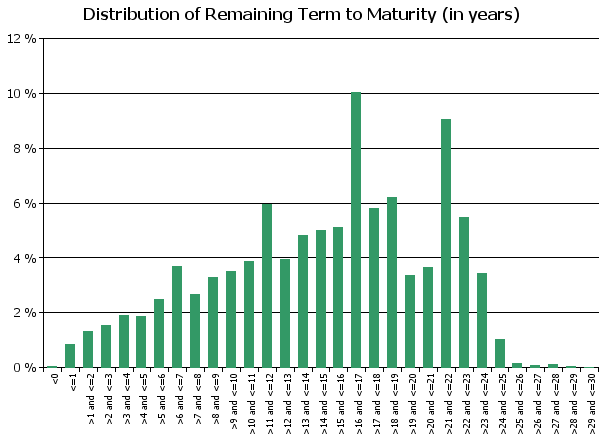 Distribution of Remaining Term to Maturity (in years)
12 %
10 %
8 %
6 %
4 %
2 %
0 %
<0
<=1
>1 and <=2
>2 and <=3
>3 and <=4
>4 and <=5
>5 and <=6
>6 and <=7
>7 and <=8
>8 and <=9
>9 and <=10
>10 and <=11
>11 and <=12
>12 and <=13
>13 and <=14
>14 and <=15
>15 and <=16
>16 and <=17
>17 and <=18
>18 and <=19
>19 and <=20
>20 and <=21
>21 and <=22
>22 and <=23
>23 and <=24
>24 and <=25
>25 and <=26
>26 and <=27
>27 and <=28
>28 and <=29
>29 and <=30